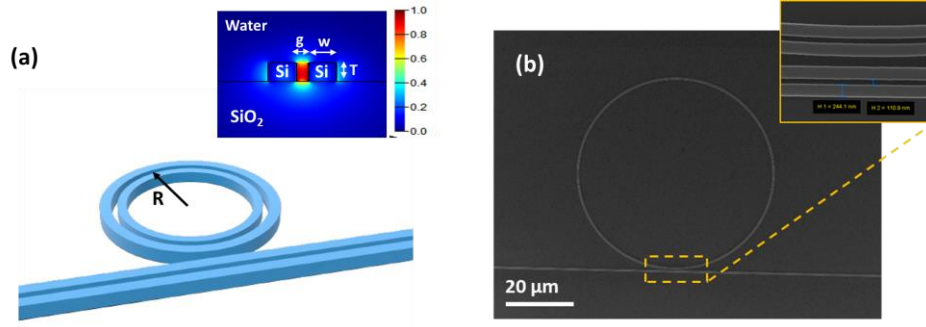 (a)
Water
g
w
Si
Si
T
SiO2
1.0
0.8
0.6
0.4
0.2
0.0
R
(b)
H 1 = 244.1 nm
H 2 = 110.9 nm
20 µm